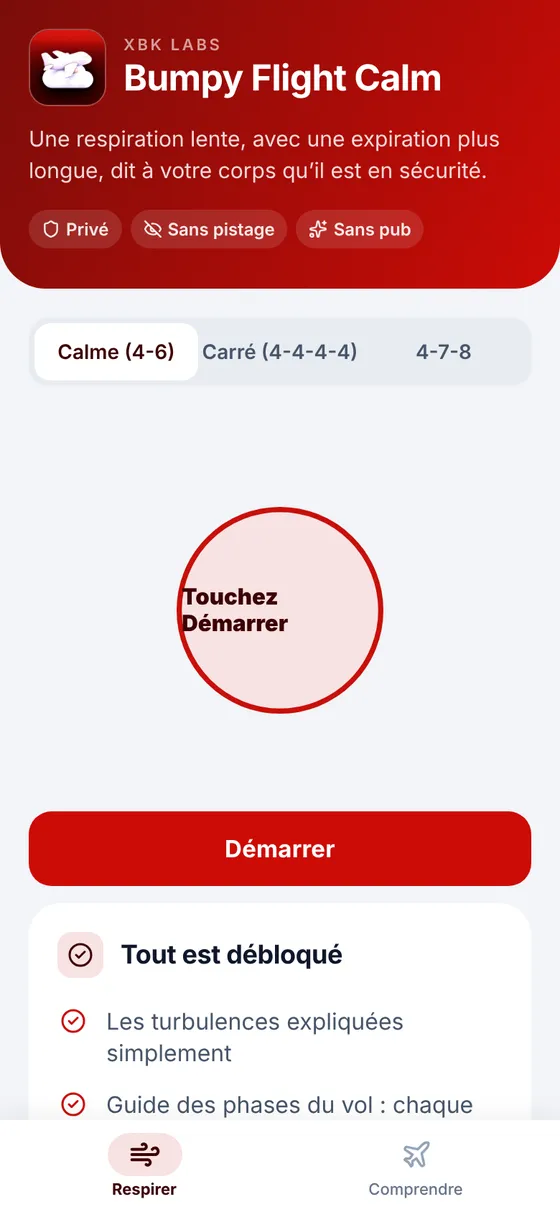 XBK LABS
Bumpy Flight Calm
Une respiration lente, avec une expiration plus
longue, dit à votre corps qu’il est en sécurité.
Privé
Sans pistage
Sans pub
Calme (4-6)
Carré (4-4-4-4)
4-7-8
Touchez
Démarrer
Démarrer
Tout est débloqué
Les turbulences expliquées
simplement
Guide des phases du vol : chaque
Respirer
Comprendre